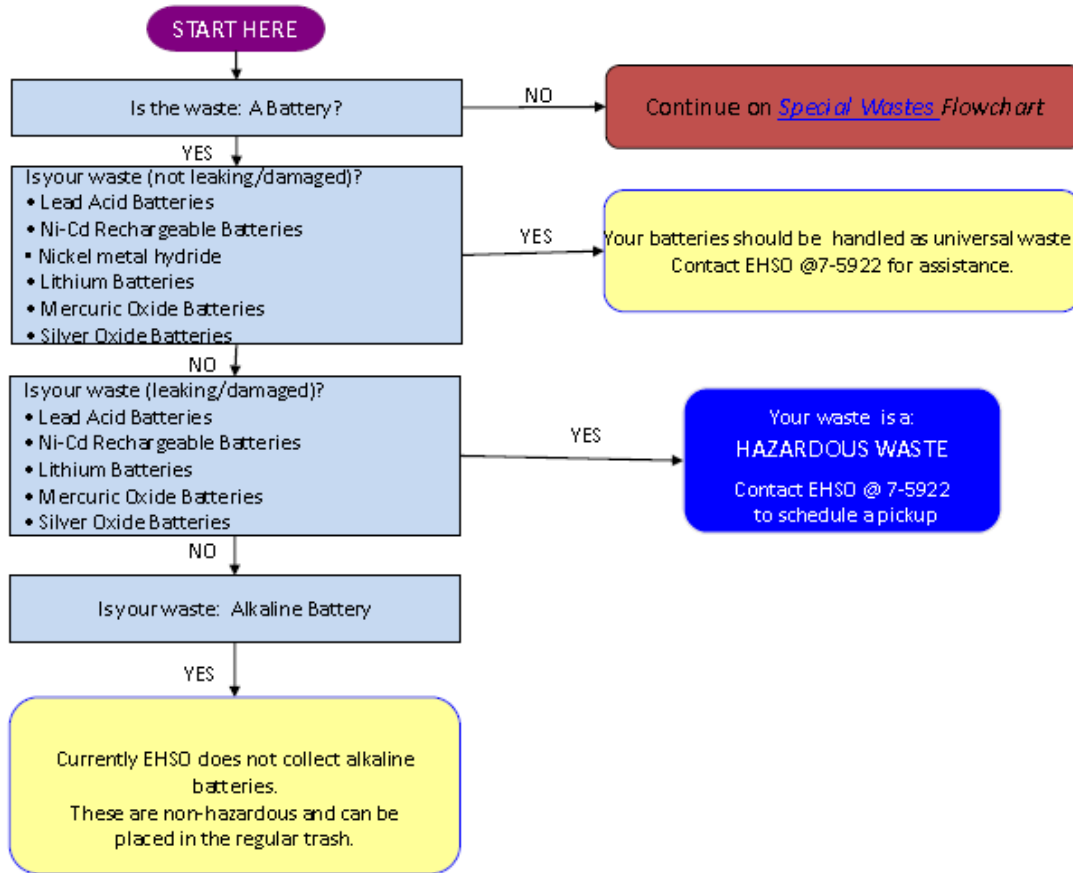 START HERE
Is the waste: A Battery?
NO
Continue on Special Wastes Flowchart
YES
Is your waste (not leaking/damaged)?
• Lead Acid Batteries
• Ni-Cd Rechargeable Batteries
▪ Nickel metal hydride
• Lithium Batteries
• Mercuric Oxide Batteries
• Silver Oxide Batteries
YES
Your batteries should be handled as universal waste
Contact EHSO @7-5922 for assistance.
NO
Is your waste (leaking/damaged)?
• Lead Acid Batteries
• Ni-Cd Rechargeable Batteries
• Lithium Batteries
• Mercuric Oxide Batteries
• Silver Oxide Batteries
YES
Your waste is a:
HAZARDOUS WASTE
Contact EHSO @ 7-5922
to schedule a pickup
NO
Is your waste: Alkaline Battery
YES
Currently EHSO does not collect alkaline
batteries.
These are non-hazardous and can be
placed in the regular trash.